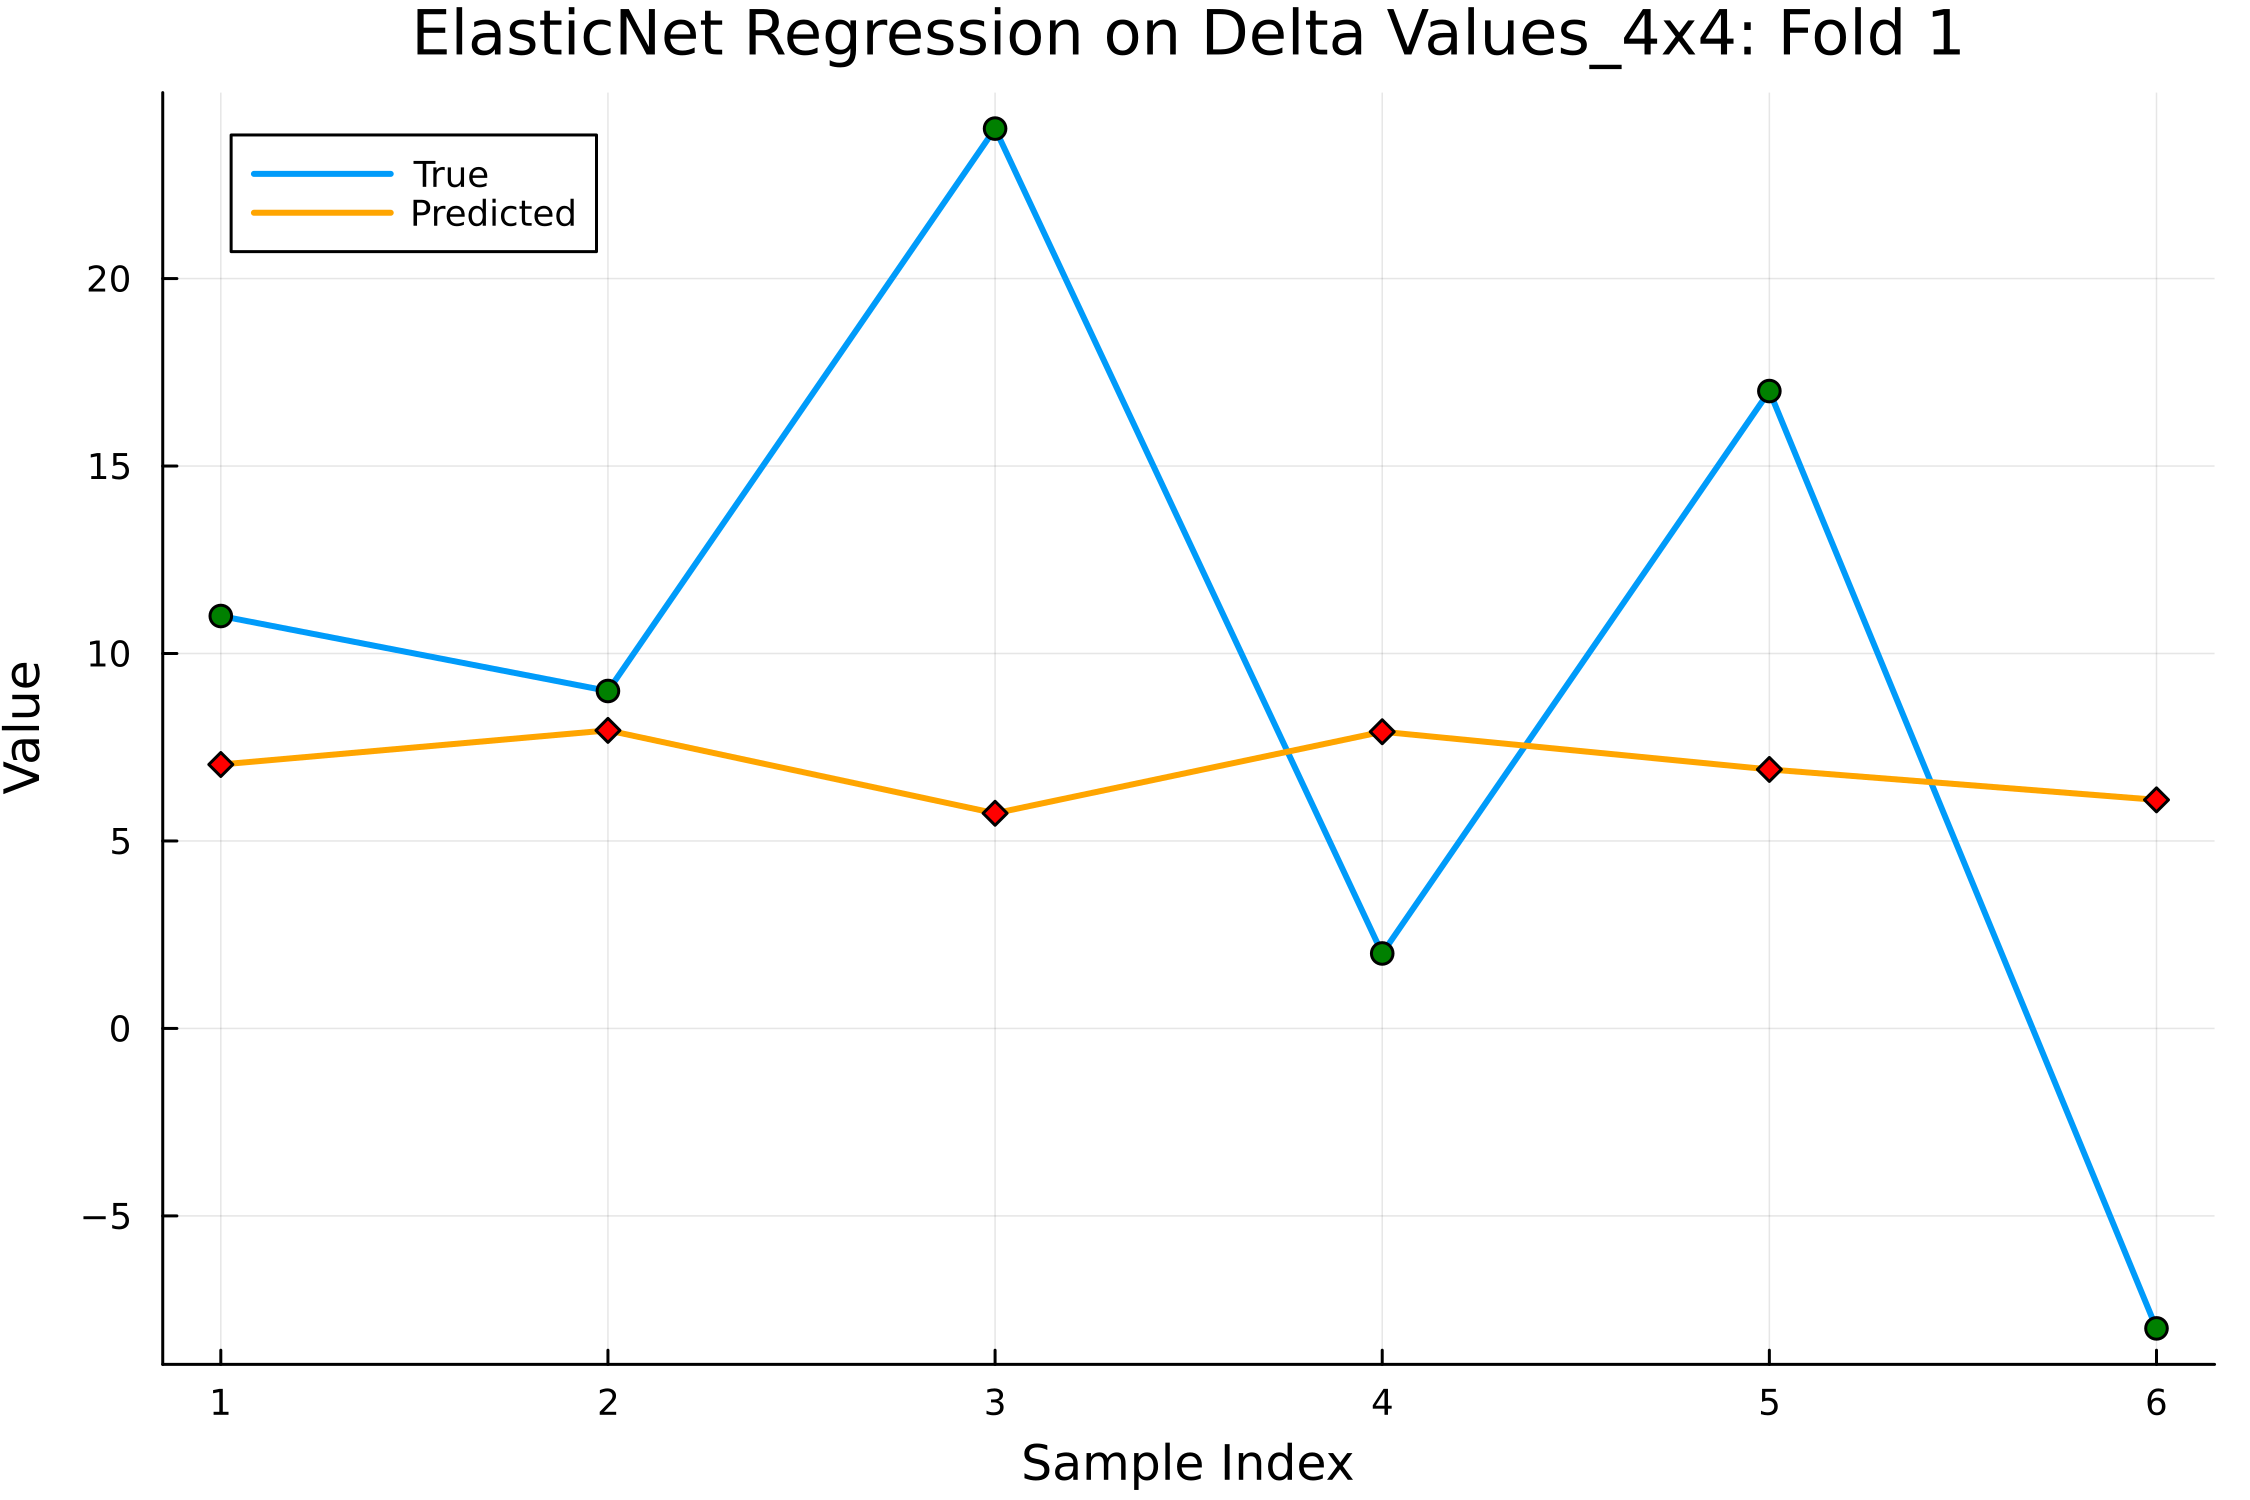 ElasticNet Regression on Delta Values_4x4: Fold 1
True
Predicted
20
15
10
5
0
−5
Value
1 2 3 4 5 6
Sample Index